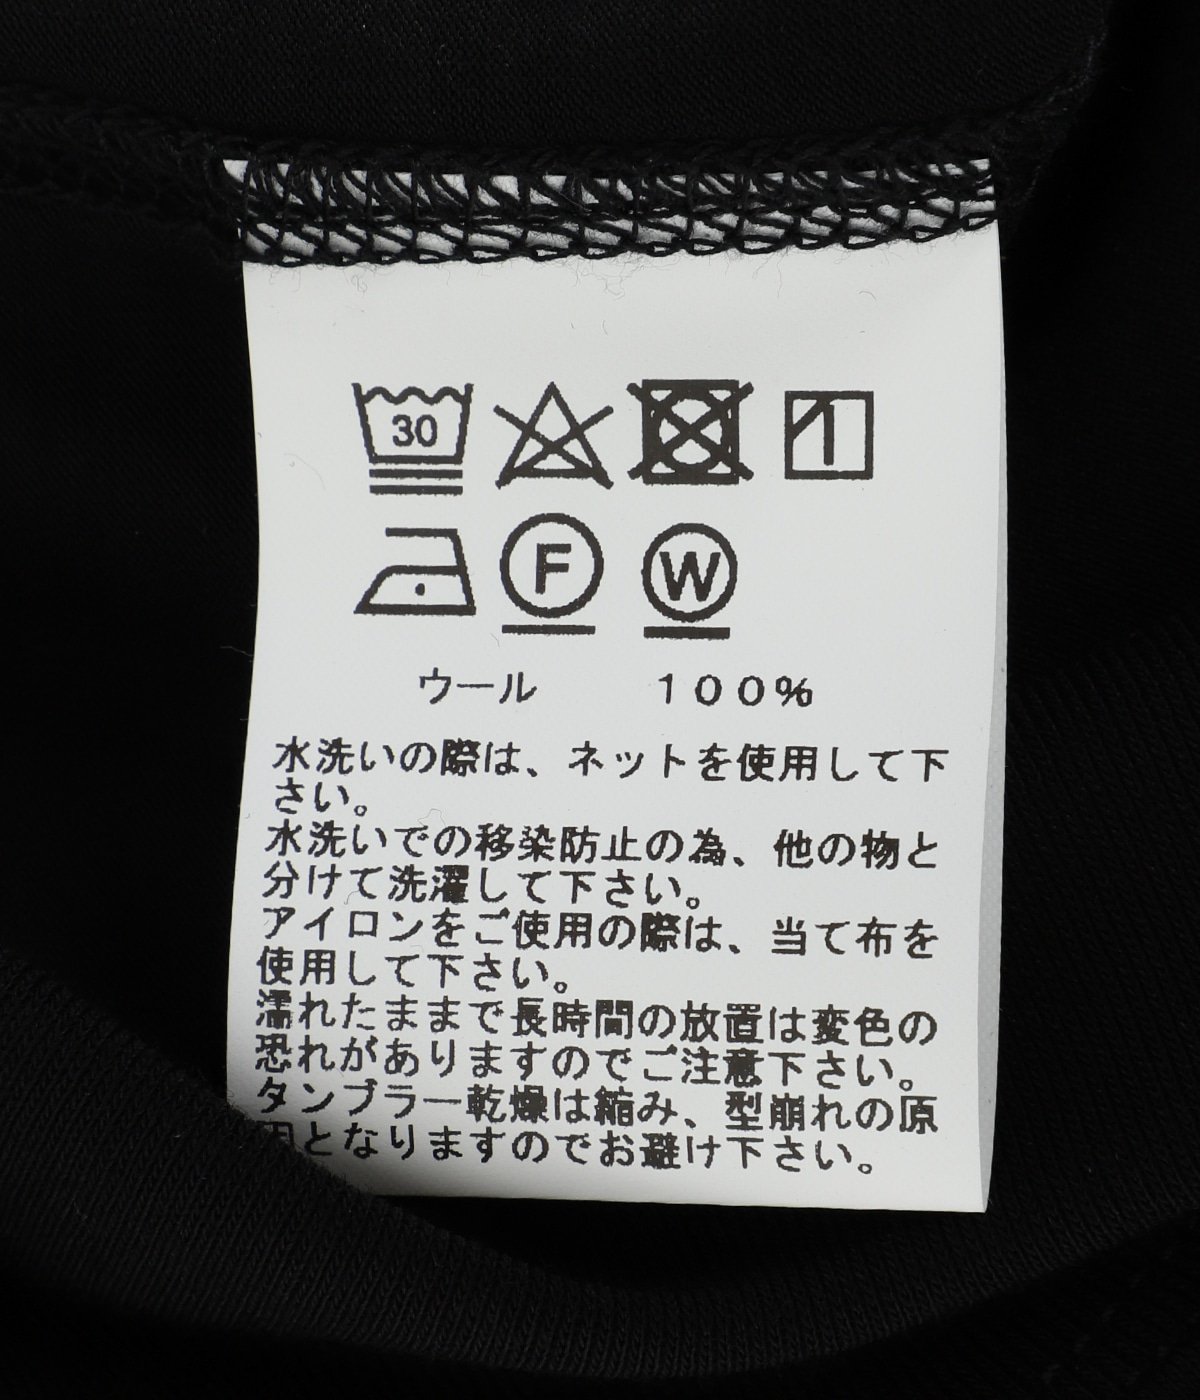 30
F W
ウール 100%
水洗いの際は、ネットを使用して下
さい。
水洗いでの移染防止の為、他の物と
分けて洗濯して下さい。
アイロンをご使用の際は、当て布を
使用して下さい。
濡れたままで長時間の放置は変色の
恐れがありますのでご注意下さい。
タンブラー乾燥は縮み、型崩れの原
因となりますのでお避け下さい。